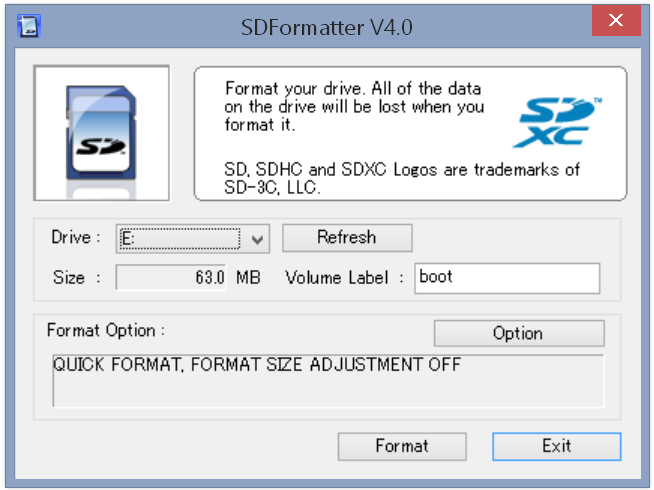 SDFormatter V4.0
Format your drive. All of the data
on the drive will be lost when you
format it.
SD, SDHC and SDXC Logos are trademarks of
SD-3C, LLC.
SD
SD
XC
TM
Drive : E: Refresh
Size : 63.0 MB Volume Label : boot
Format Option : Option
QUICK FORMAT, FORMAT SIZE ADJUSTMENT OFF
Format Exit